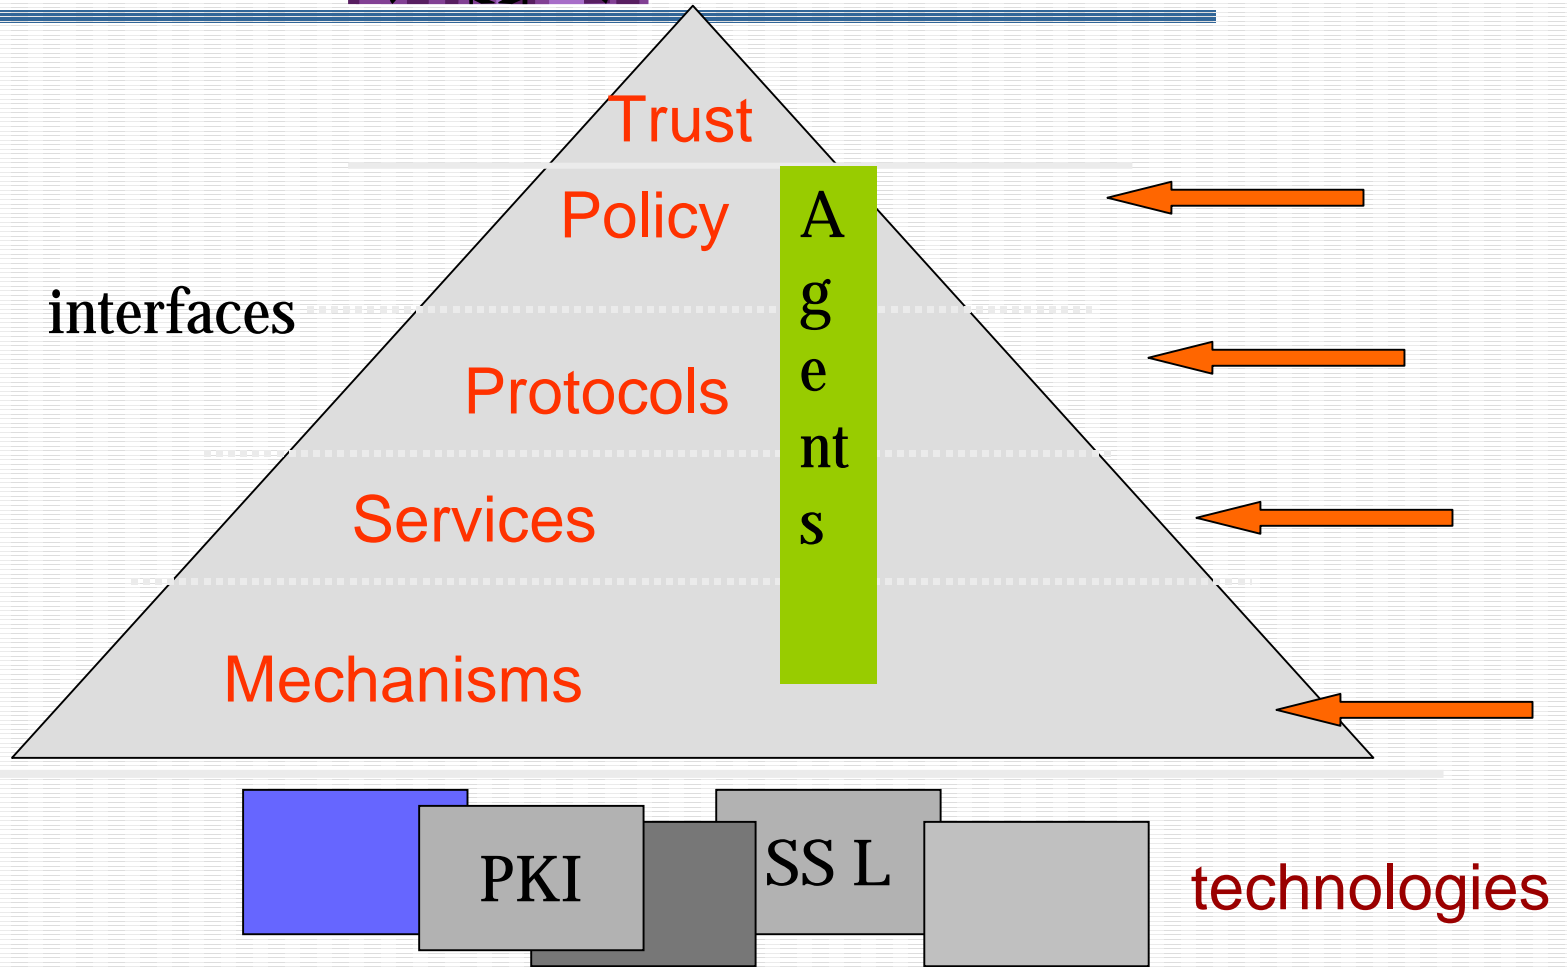 Trust
Policy
A
g
e
nt
s
interfaces
Protocols
Services
Mechanisms
PKI
SS L
technologies